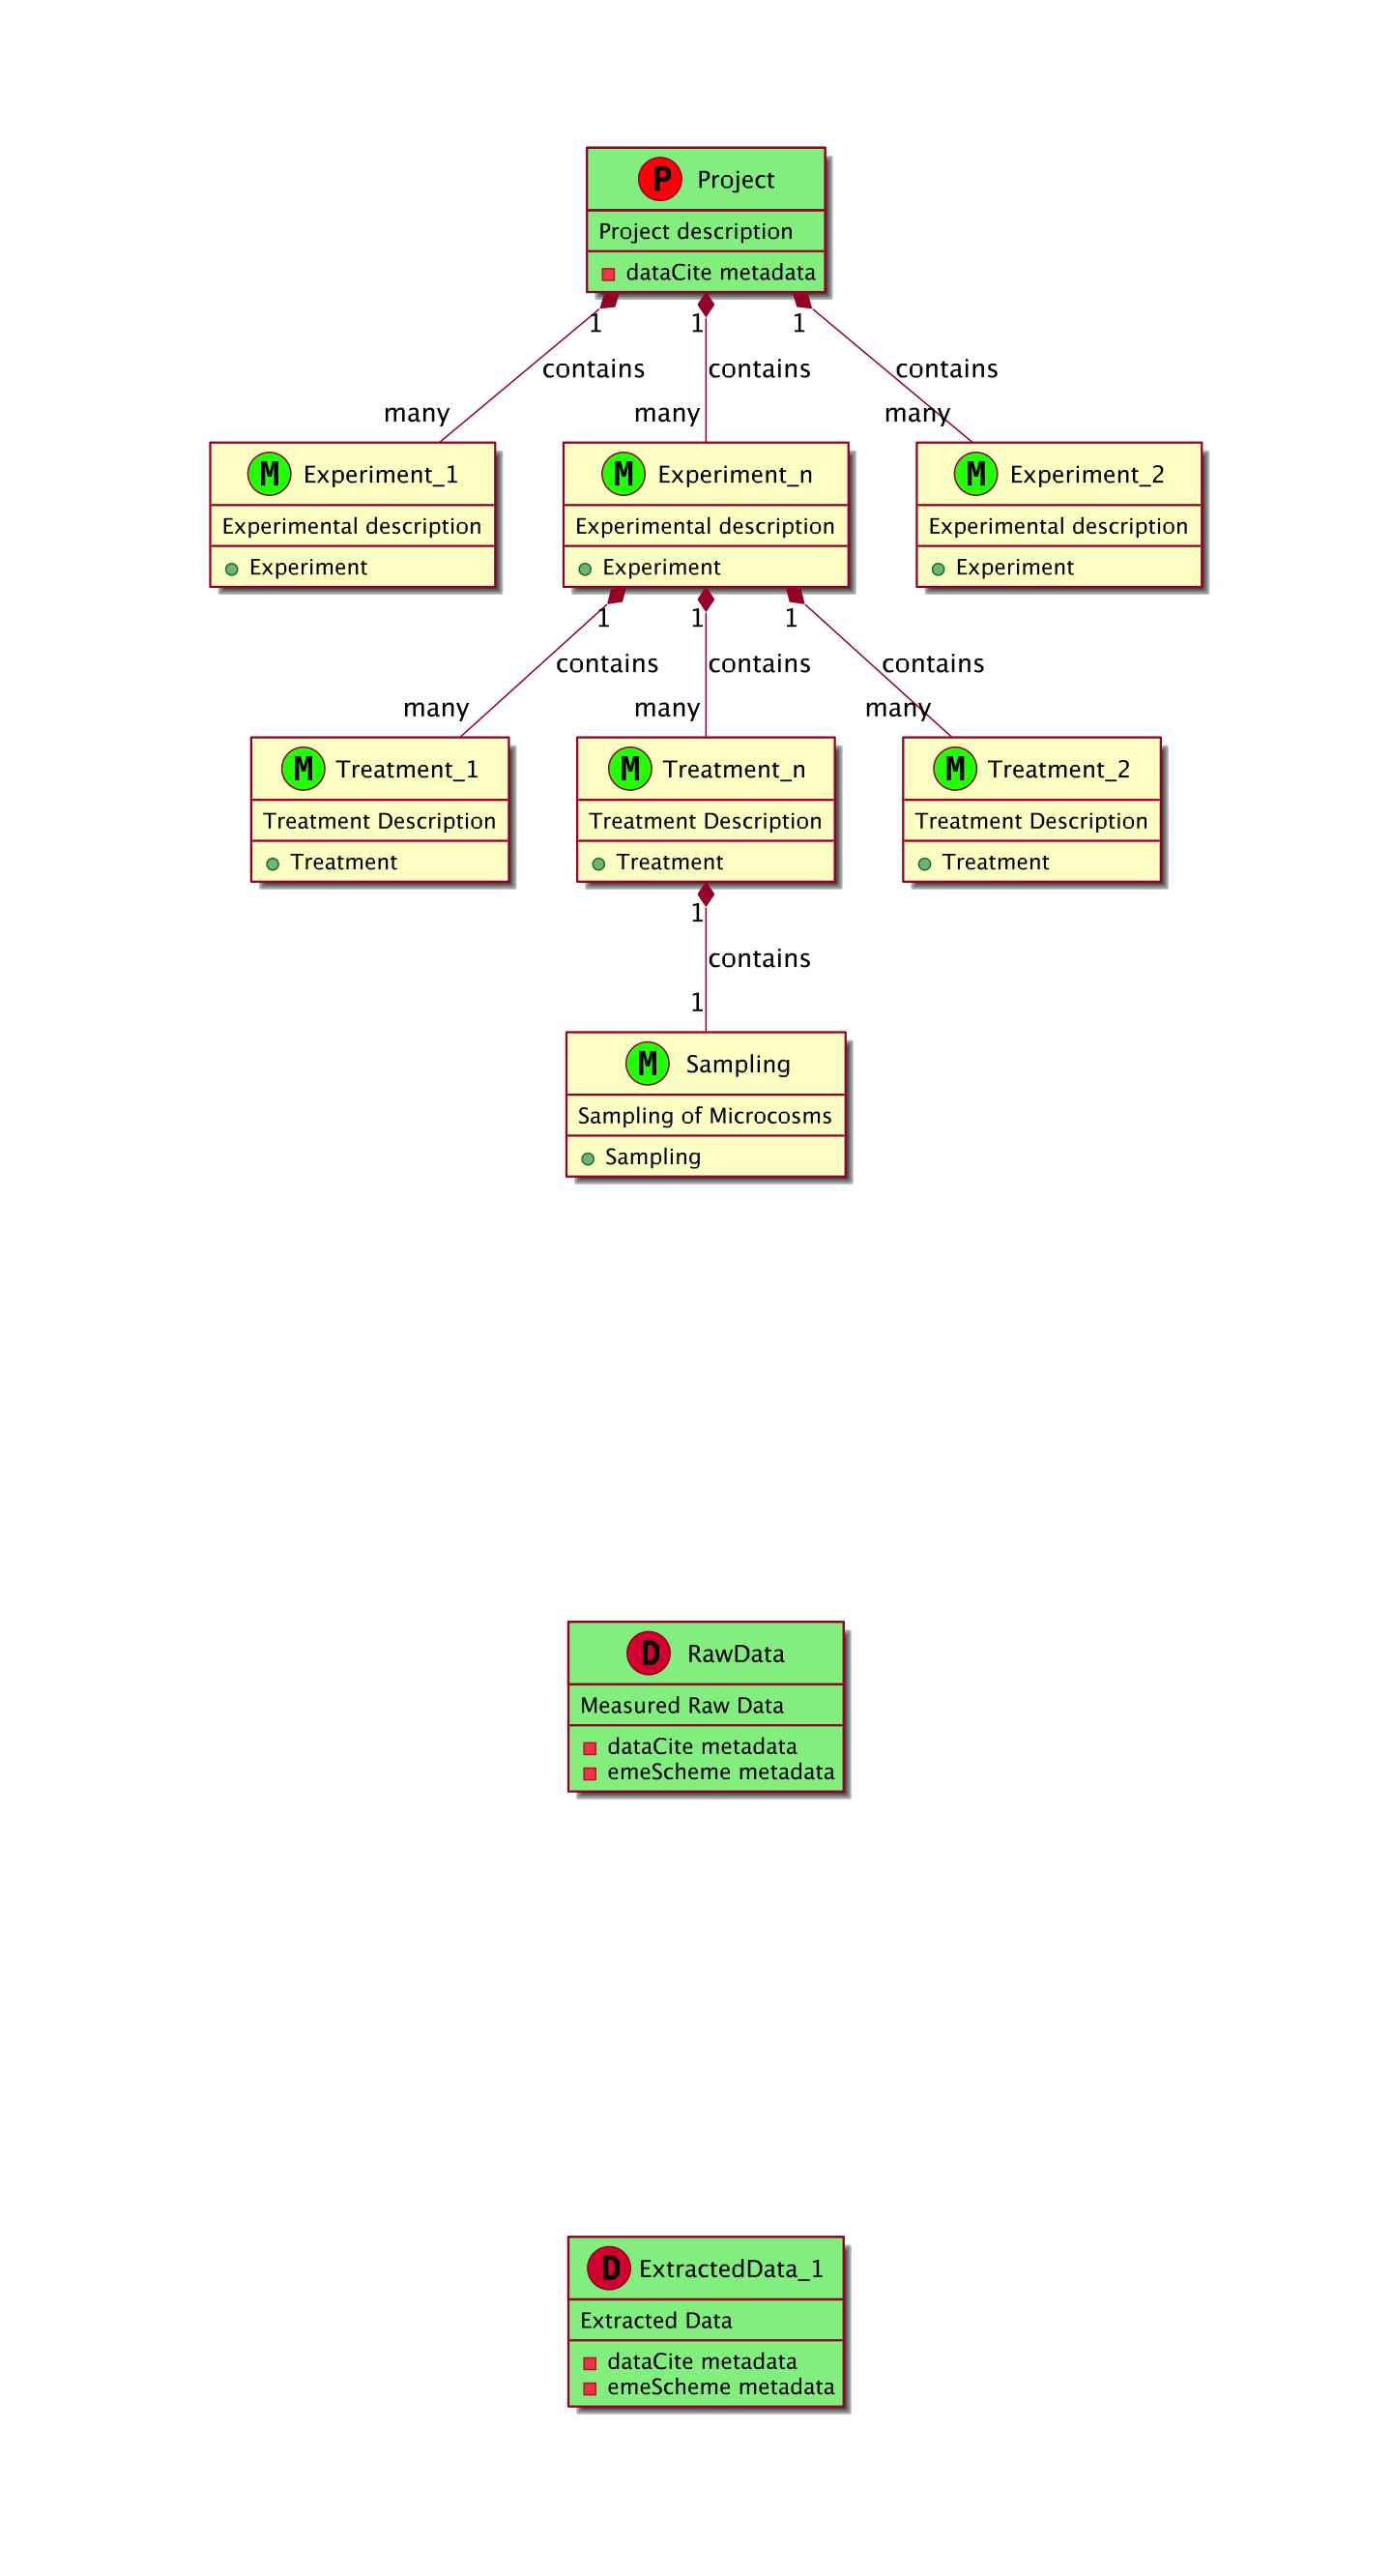 P Project
Project description
dataCite metadata
1 1 1
contains contains contains
many many many
M Experiment_1 M Experiment_n M Experiment_2
Experimental description Experimental description Experimental description
Experiment Experiment Experiment
1 1 1
contains contains contains
many many many
M Treatment_1 M Treatment_n M Treatment_2
Treatment Description Treatment Description Treatment Description
Treatment Treatment Treatment
1
contains
1
M Sampling
Sampling of Microcosms
Sampling
D RawData
Measured Raw Data
dataCite metadata
emeScheme metadata
D ExtractedData_1
Extracted Data
dataCite metadata
emeScheme metadata